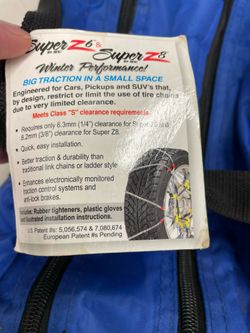 Super Z6 &
Super Z8
Winter Performance!
BIG TRACTION IN A SMALL SPACE
Engineered for Cars, Pickups and SUV's that,
by design, restrict or limit the use of tire chains
due to very limited clearance.
Meets Class "S" clearance requirements
• Requires only 6.3mm (1/4") clearance for Super Z6 and
8.2mm (3/8") clearance for Super Z8.
• Quick, easy installation.
• Better traction & durability than
traditional link chains or ladder style
• Enhances electronically monitored
traction control systems and
anti-lock brakes.
• Includes: Rubber tighteners, plastic gloves
and illustrated installation instructions.
U.S. Patent #s: 5,056,574 & 7,080,674
European Patent #s Pending